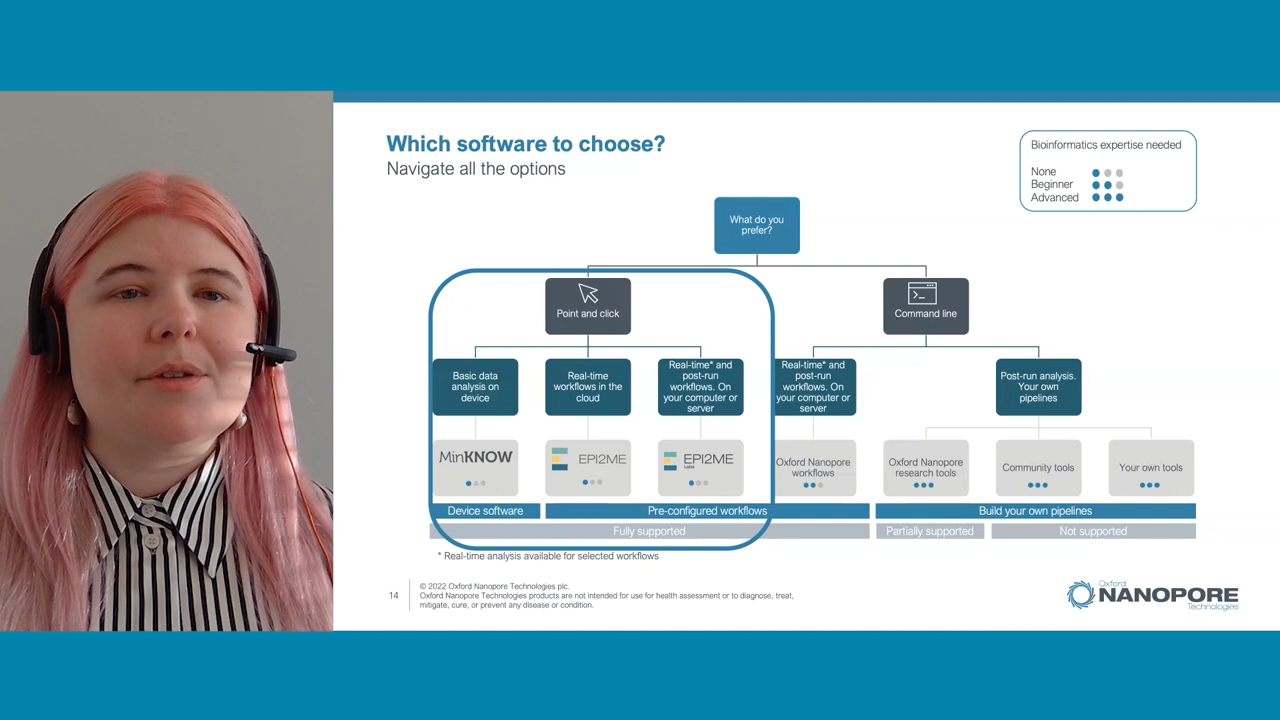 Which software to choose?
Navigate all the options
Bioinformatics expertise needed
None
Beginner
Advanced
What do you
prefer?
Point and click
Command line
Basic data
analysis on
device
Real-time
workflows in the
cloud
Real-time* and
post-run
workflows. On
your computer or
server
Real-time* and
post-run
workflows. On
your computer or
server
Post-run analysis.
Your own
pipelines
MinKNOW
EPI2ME
EPI2ME
Labs
Oxford Nanopore
workflows
Oxford Nanopore
research tools
Community tools
Your own tools
Device software
Pre-configured workflows
Build your own pipelines
Fully supported
Partially supported
Not supported
* Real-time analysis available for selected workflows
14
© 2022 Oxford Nanopore Technologies plc.
Oxford Nanopore Technologies products are not intended for use for health assessment or to diagnose, treat,
mitigate, cure, or prevent any disease or condition.
Oxford
NANOPORE
Technologies